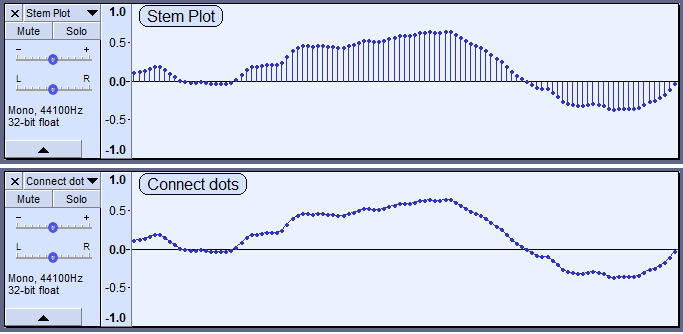 × Stem Plot ▼
Mute Solo
- +
L R
Mono, 44100Hz
32-bit float
1.0
0.5
0.0
-0.5
-1.0
Stem Plot
× Connect dot ▼
Mute Solo
- +
L R
Mono, 44100Hz
32-bit float
1.0
0.5
0.0
-0.5
-1.0
Connect dots